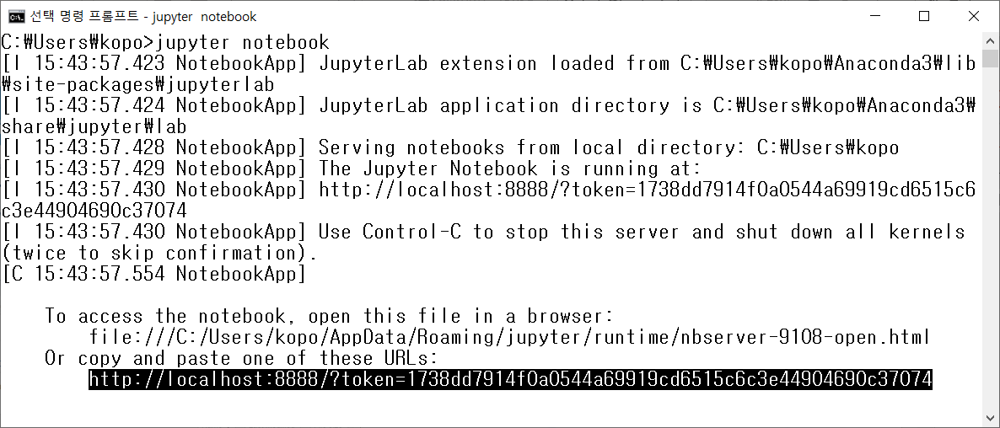 선택 명령 프롬프트 - jupyter  notebook
C:₩Users₩kopo>jupyter notebook
[I 15:43:57.423 NotebookApp] JupyterLab extension loaded from C:₩Users₩kopo₩Anaconda3₩lib
₩site-packages₩jupyterlab
[I 15:43:57.424 NotebookApp] JupyterLab application directory is C:₩Users₩kopo₩Anaconda3₩
share₩jupyter₩lab
[I 15:43:57.428 NotebookApp] Serving notebooks from local directory: C:₩Users₩kopo
[I 15:43:57.429 NotebookApp] The Jupyter Notebook is running at:
[I 15:43:57.430 NotebookApp] http://localhost:8888/?token=1738dd7914f0a0544a69919cd6515c6
c3e44904690c37074
[I 15:43:57.430 NotebookApp] Use Control-C to stop this server and shut down all kernels
(twice to skip confirmation).
[C 15:43:57.554 NotebookApp]
To access the notebook, open this file in a browser:
file:///C:/Users/kopo/AppData/Roaming/jupyter/runtime/nbserver-9108-open.html
Or copy and paste one of these URLs:
http://localhost:8888/?token=1738dd7914f0a0544a69919cd6515c6c3e44904690c37074